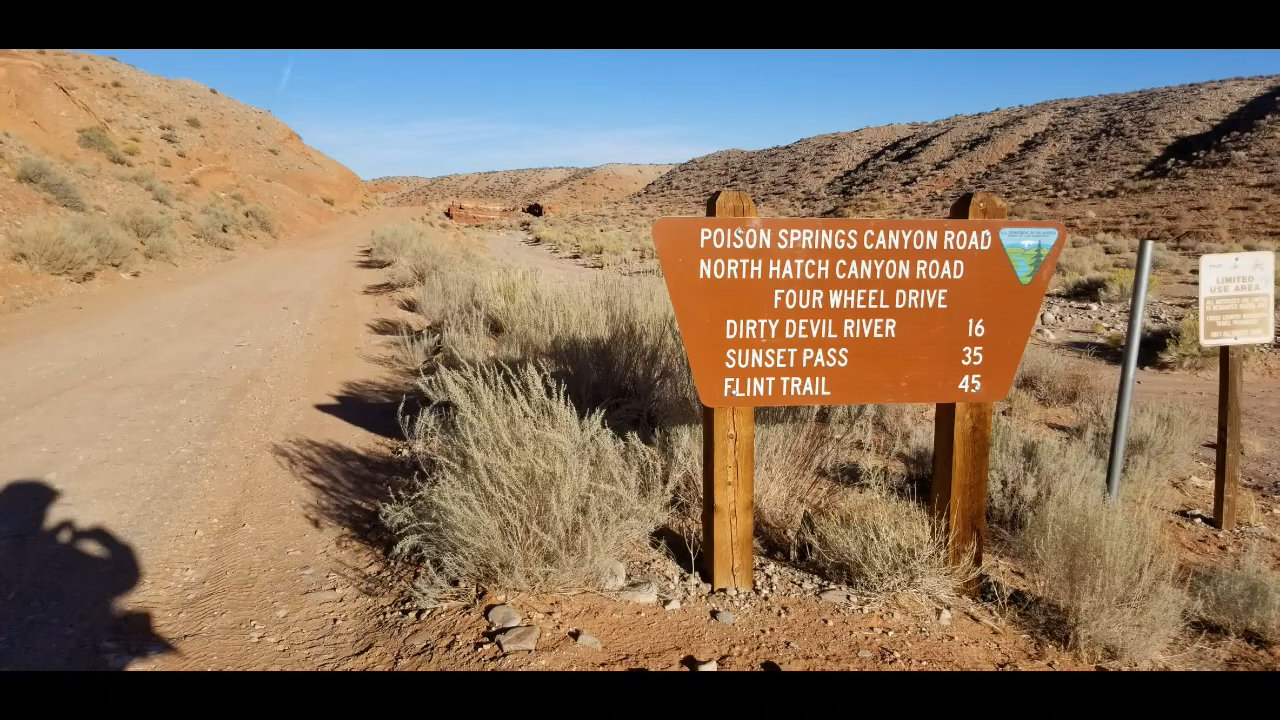 POISON SPRINGS CANYON ROAD
NORTH HATCH CANYON ROAD
FOUR WHEEL DRIVE
DIRTY DEVIL RIVER 16
SUNSET PASS 35
FLINT TRAIL 45
LIMITED
USE AREA